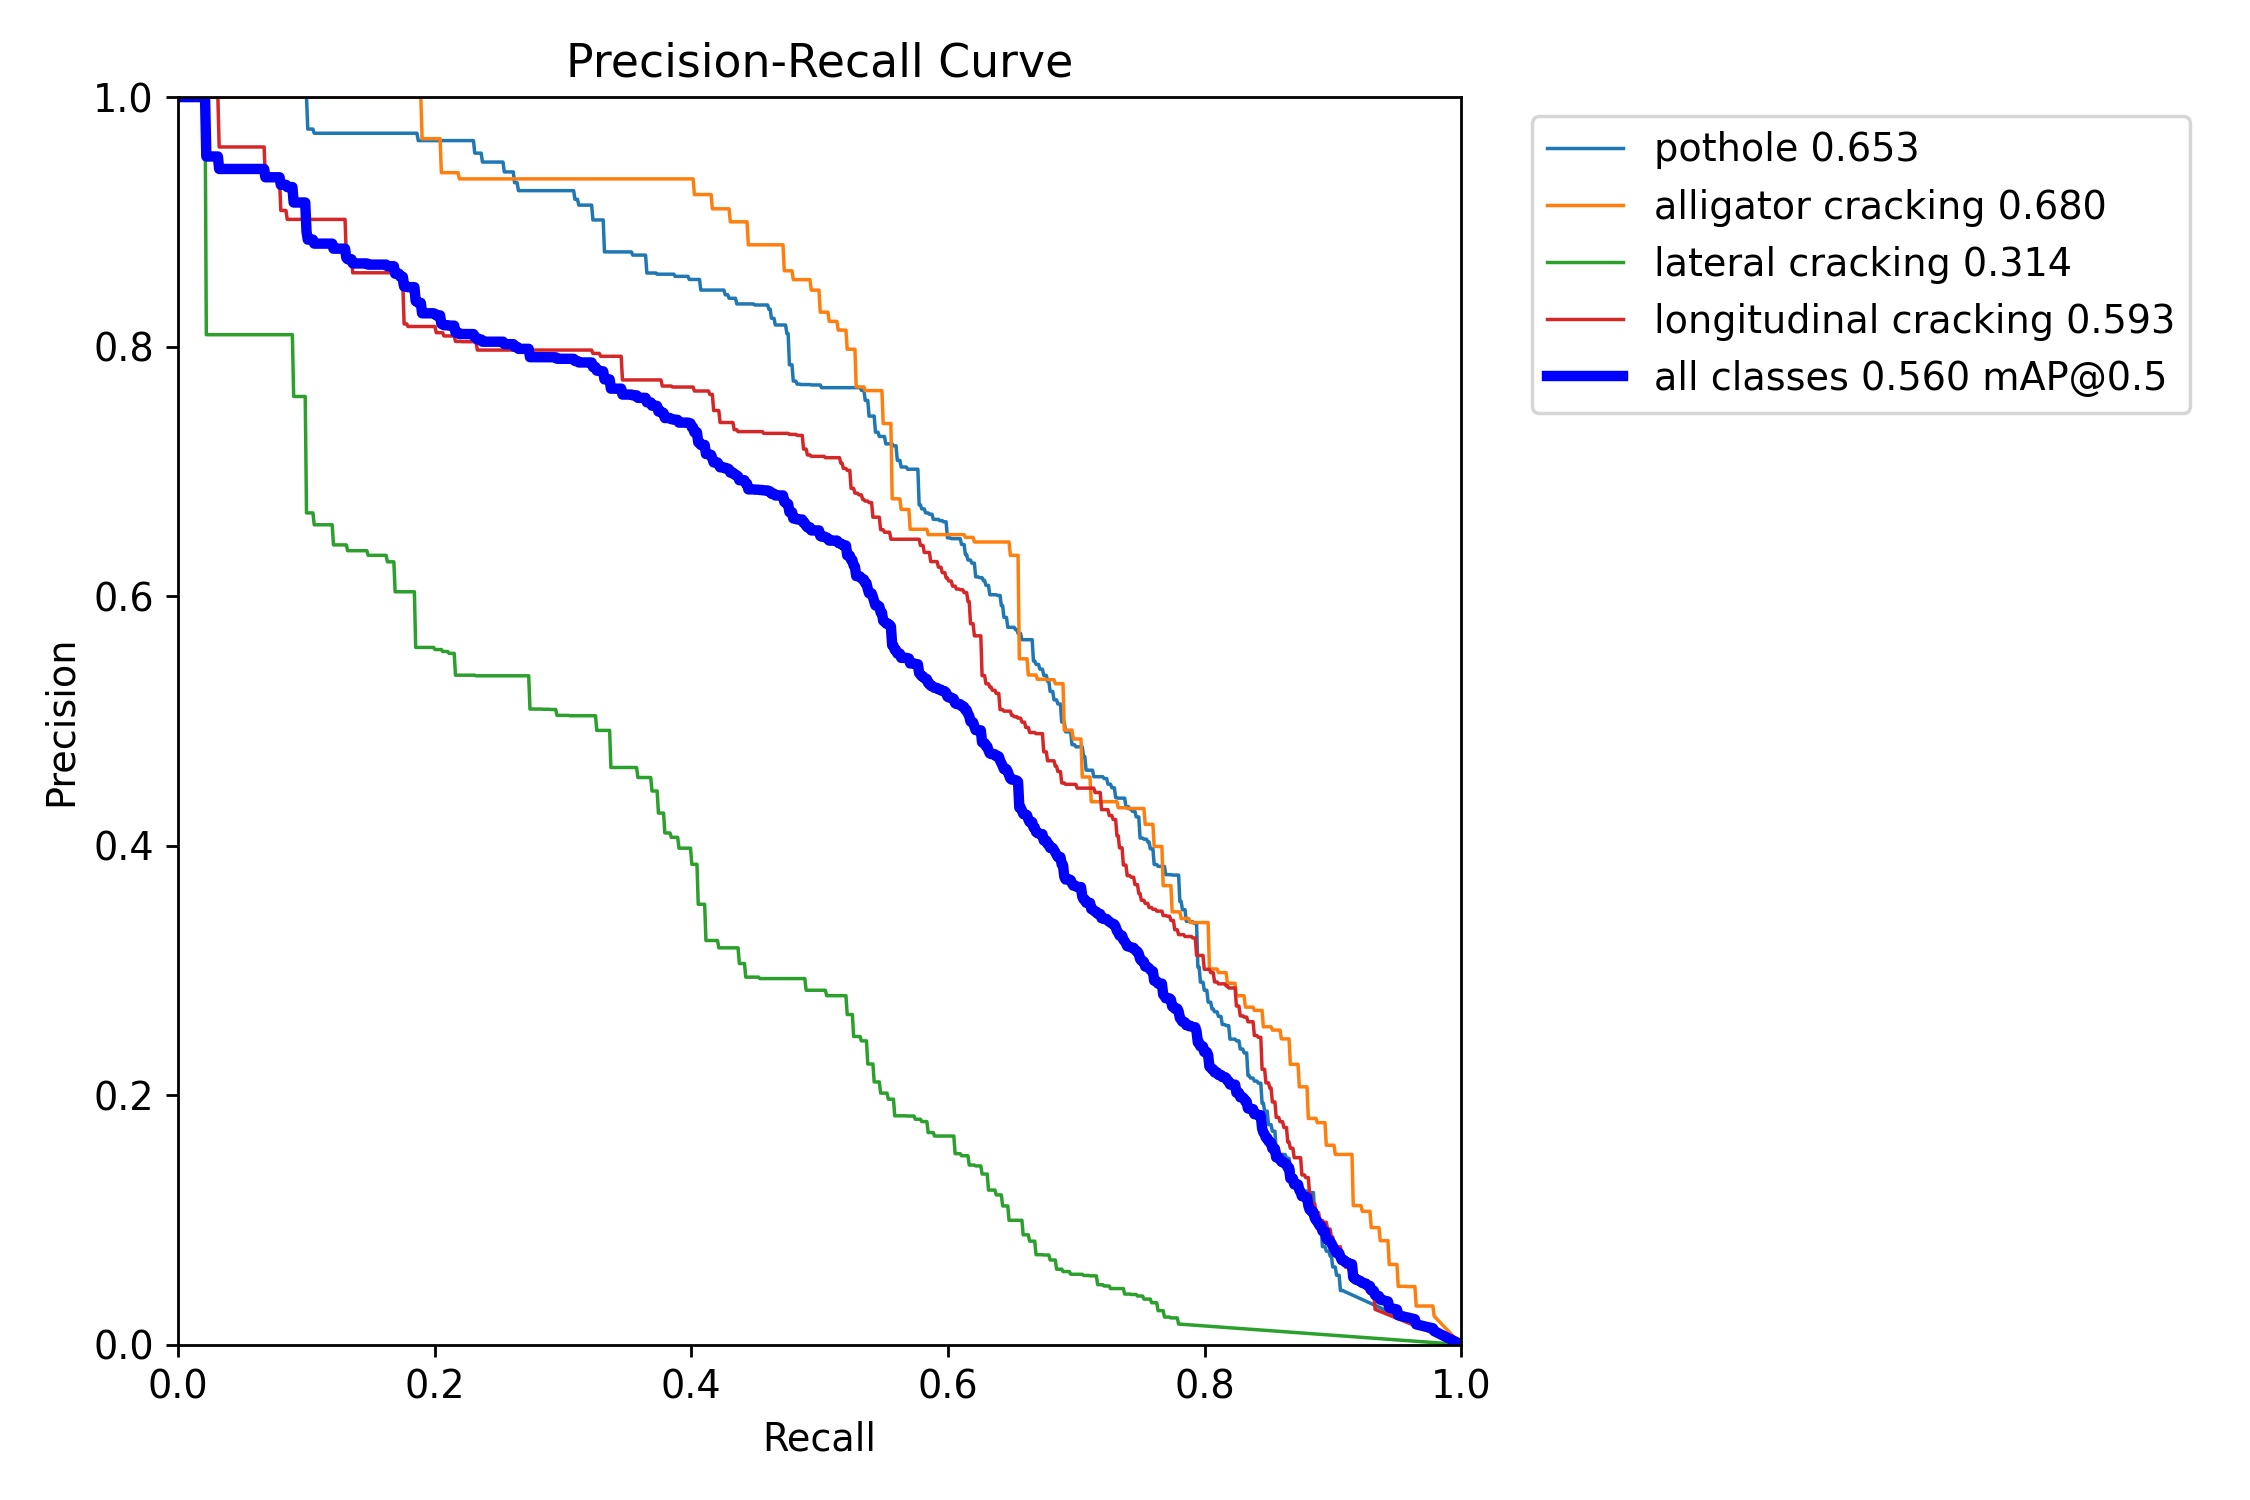 Precision-Recall Curve
1.0
0.8
0.6
0.4
0.2
0.0
Precision
0.0 0.2 0.4 0.6 0.8 1.0
Recall
pothole 0.653
alligator cracking 0.680
lateral cracking 0.314
longitudinal cracking 0.593
all classes 0.560 mAP@0.5